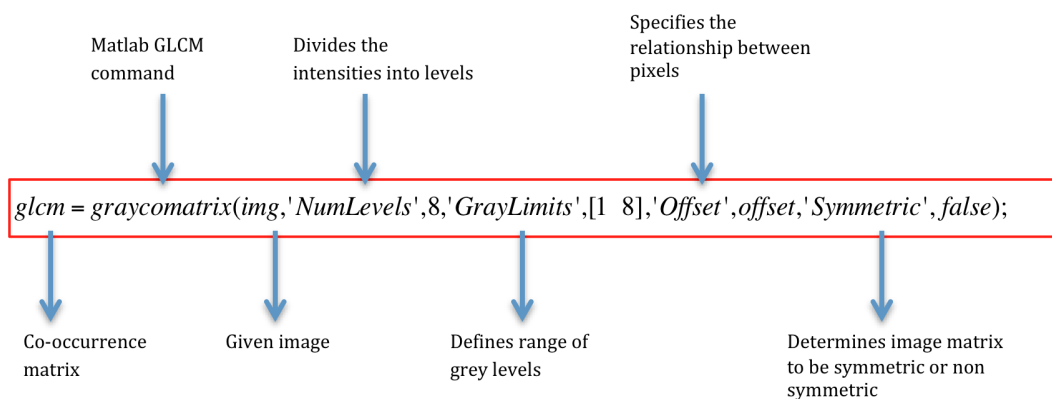 Matlab GLCM
command
Divides the
intensities into levels
Specifies the
relationship between
pixels
glcm = graycomatrix(img,'NumLevels',8,'GrayLimits',[1 8],'Offset',offset,'Symmetric', false);
Co-occurrence
matrix
Given image
Defines range of
grey levels
Determines image matrix
to be symmetric or non
symmetric